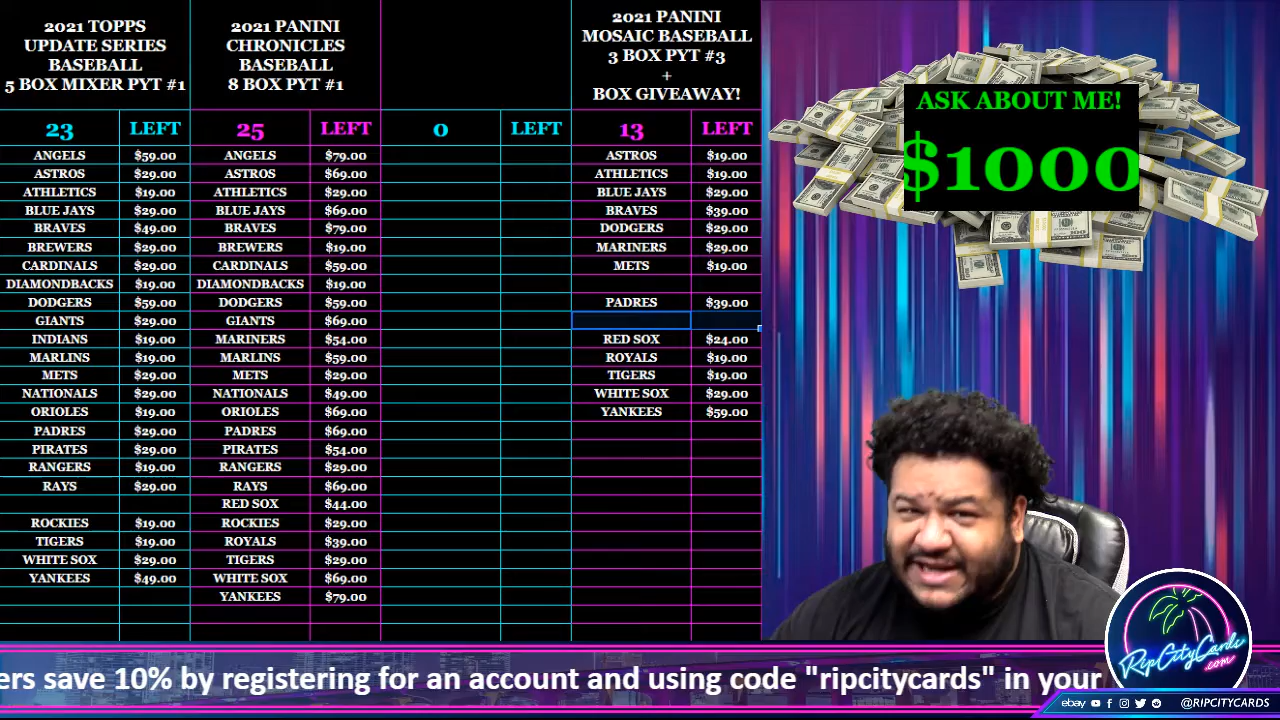 2021 TOPPS
UPDATE SERIES
BASEBALL
5 BOX MIXER PYT #1
23 LEFT
ANGELS $59.00
ASTROS $29.00
ATHLETICS $19.00
BLUE JAYS $29.00
BRAVES $49.00
BREWERS $29.00
CARDINALS $29.00
DIAMONDBACKS $19.00
DODGERS $59.00
GIANTS $29.00
INDIANS $19.00
MARLINS $19.00
METS $29.00
NATIONALS $29.00
ORIOLES $19.00
PADRES $29.00
PIRATES $29.00
RANGERS $19.00
RAYS $29.00
ROCKIES $19.00
TIGERS $19.00
WHITE SOX $29.00
YANKEES $49.00
2021 PANINI
CHRONICLES
BASEBALL
8 BOX PYT #1
25 LEFT
ANGELS $79.00
ASTROS $69.00
ATHLETICS $29.00
BLUE JAYS $69.00
BRAVES $79.00
BREWERS $19.00
CARDINALS $59.00
DIAMONDBACKS $19.00
DODGERS $59.00
GIANTS $69.00
MARINERS $54.00
MARLINS $59.00
METS $29.00
NATIONALS $49.00
ORIOLES $69.00
PADRES $69.00
PIRATES $54.00
RANGERS $29.00
RAYS $69.00
RED SOX $44.00
ROCKIES $29.00
ROYALS $39.00
TIGERS $29.00
WHITE SOX $69.00
YANKEES $79.00
0 LEFT
2021 PANINI
MOSAIC BASEBALL
3 BOX PYT #3
+
BOX GIVEAWAY!
13 LEFT
ASTROS $19.00
ATHLETICS $19.00
BLUE JAYS $29.00
BRAVES $39.00
DODGERS $29.00
MARINERS $29.00
METS $19.00
PADRES $39.00
RED SOX $24.00
ROYALS $19.00
TIGERS $19.00
WHITE SOX $29.00
YANKEES $59.00
ASK ABOUT ME!
$1000
ers save 10% by registering for an account and using code "ripcitycards" in your
RipCityCards
.com
ebay @RIPCITYCARDS